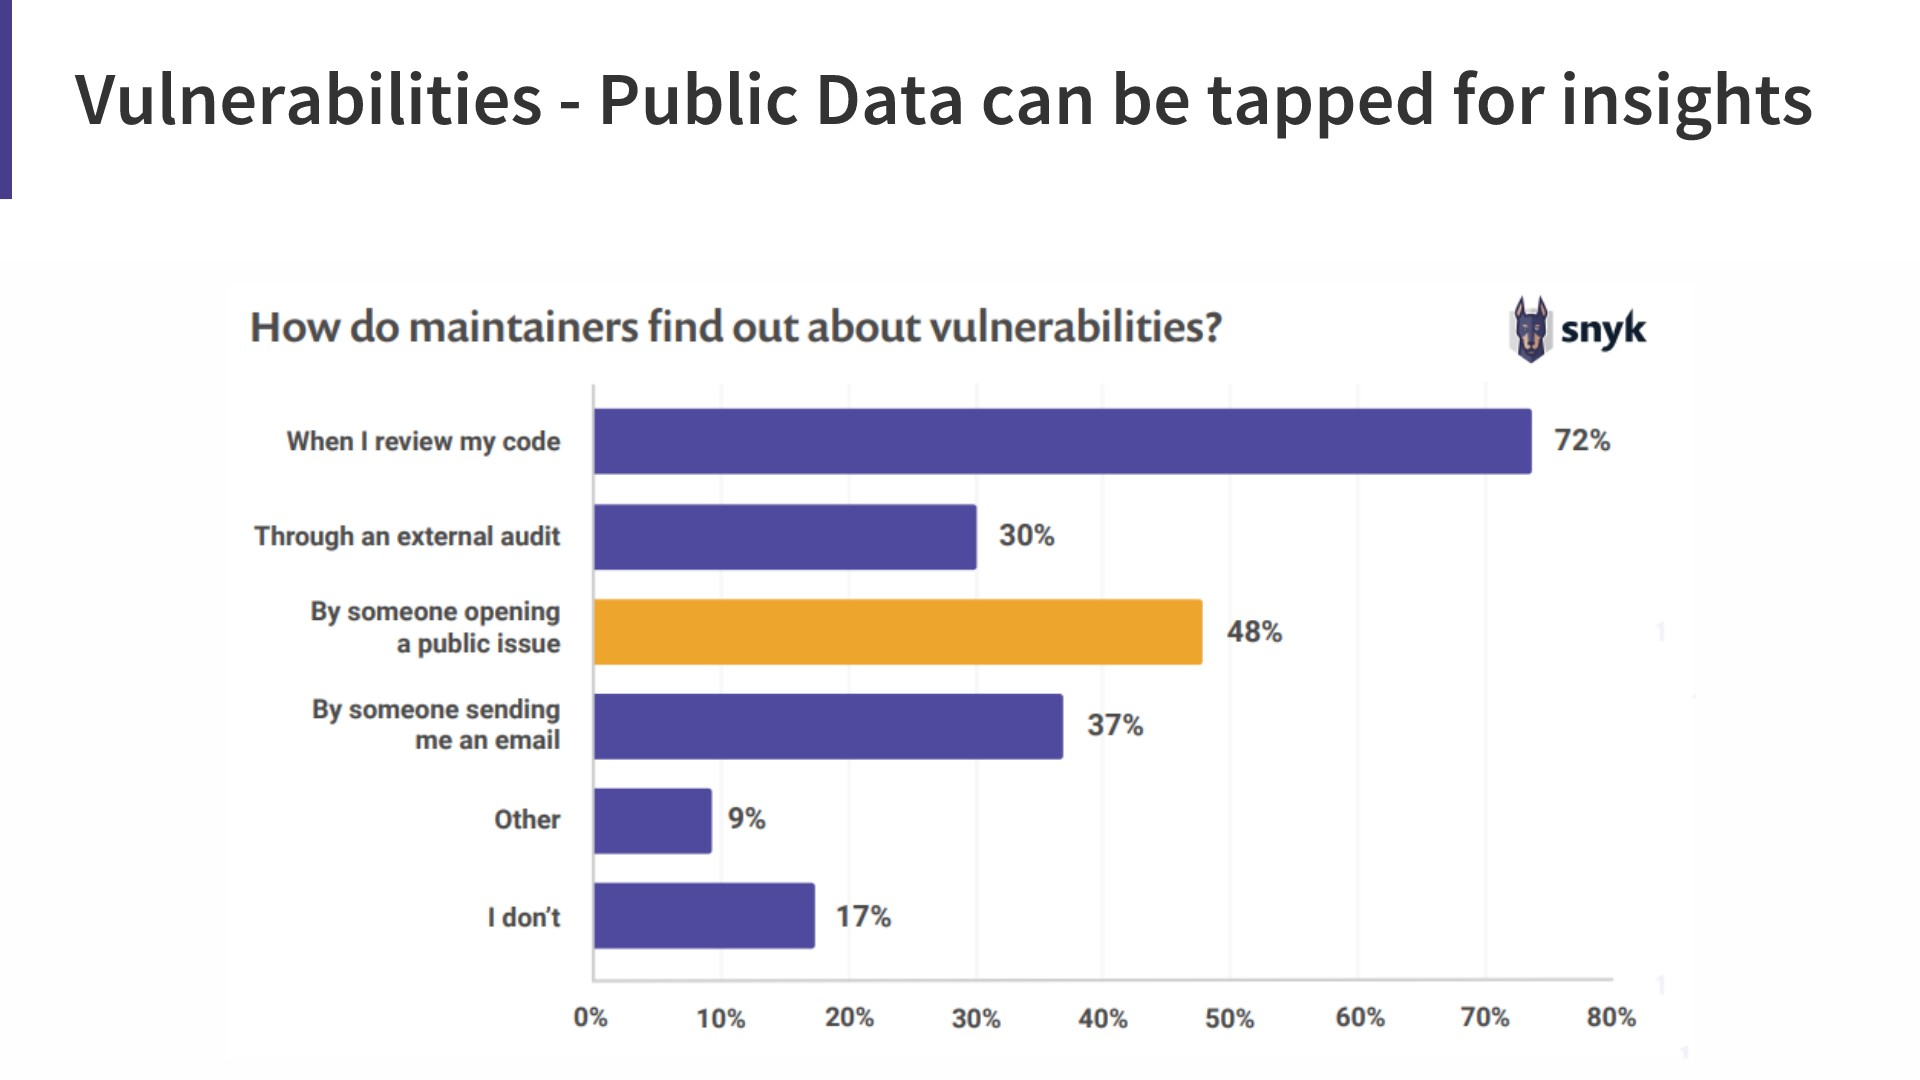 Vulnerabilities - Public Data can be tapped for insights
How do maintainers find out about vulnerabilities?
snyk
When I review my code
72%
Through an external audit
30%
By someone opening
a public issue
48%
By someone sending
me an email
37%
Other
9%
I don't
17%
0% 10% 20% 30% 40% 50% 60% 70% 80%